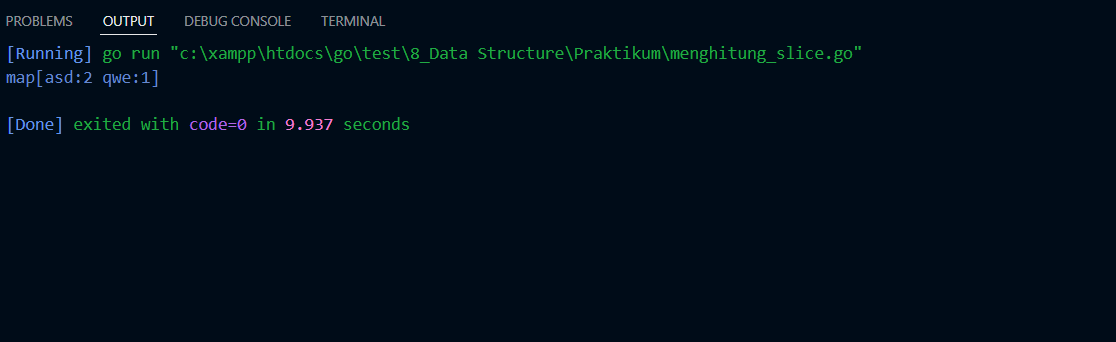 PROBLEMS OUTPUT DEBUG CONSOLE TERMINAL
[Running] go run "c:\xampp\htdocs\go\test\8_Data Structure\Praktikum\menghitung_slice.go"
map[asd:2 qwe:1]
[Done] exited with code=0 in 9.937 seconds